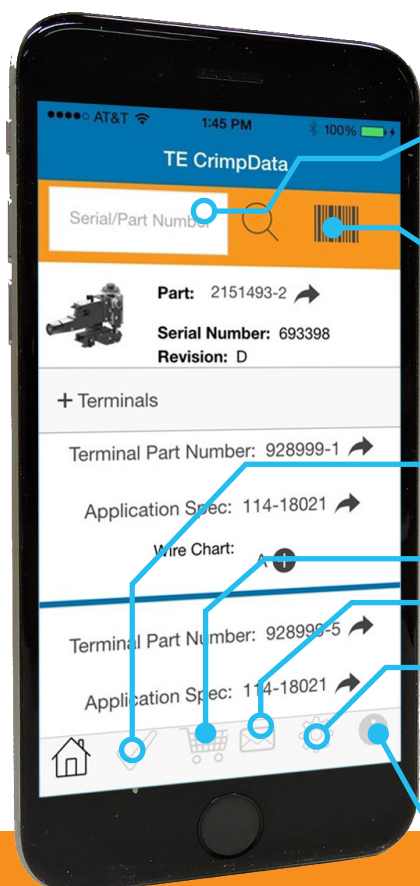 AT&T 1:45 PM 100%
TE CrimpData
Serial/Part Number
Part: 2151493-2
Serial Number: 693398
Revision: D
+ Terminals
Terminal Part Number: 928999-1
Application Spec: 114-18021
Wire Chart: A
Terminal Part Number: 928999-5
Application Spec: 114-18021